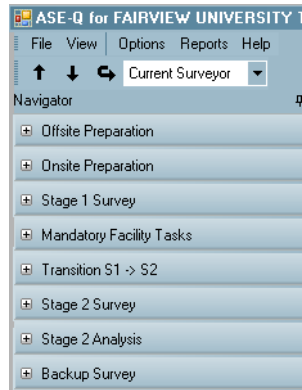 ASE-Q for FAIRVIEW UNIVERSITY T
File View Options Reports Help
Current Surveyor
Navigator
Offsite Preparation
Onsite Preparation
Stage 1 Survey
Mandatory Facility Tasks
Transition S1 -> S2
Stage 2 Survey
Stage 2 Analysis
Backup Survey